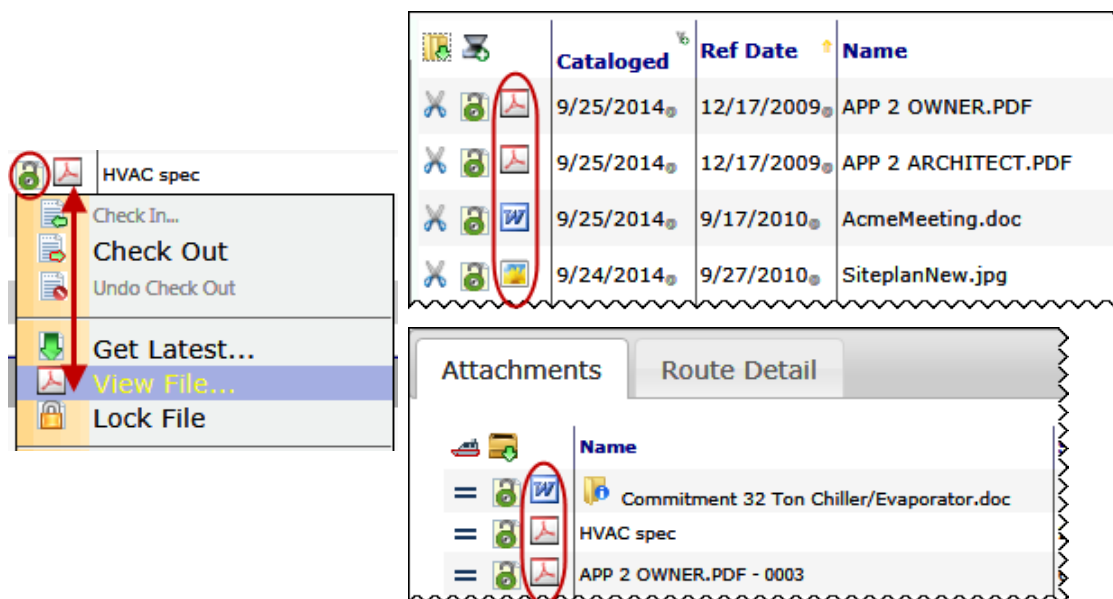 HVAC spec
Check In...
Check Out
Undo Check Out
Get Latest...
View File...
Lock File
Cataloged Ref Date Name
9/25/2014 12/17/2009 APP 2 OWNER.PDF
9/25/2014 12/17/2009 APP 2 ARCHITECT.PDF
9/25/2014 9/17/2010 AcmeMeeting.doc
9/24/2014 9/27/2010 SiteplanNew.jpg
Attachments Route Detail
Name
Commitment 32 Ton Chiller/Evaporator.doc
HVAC spec
APP 2 OWNER.PDF - 0003